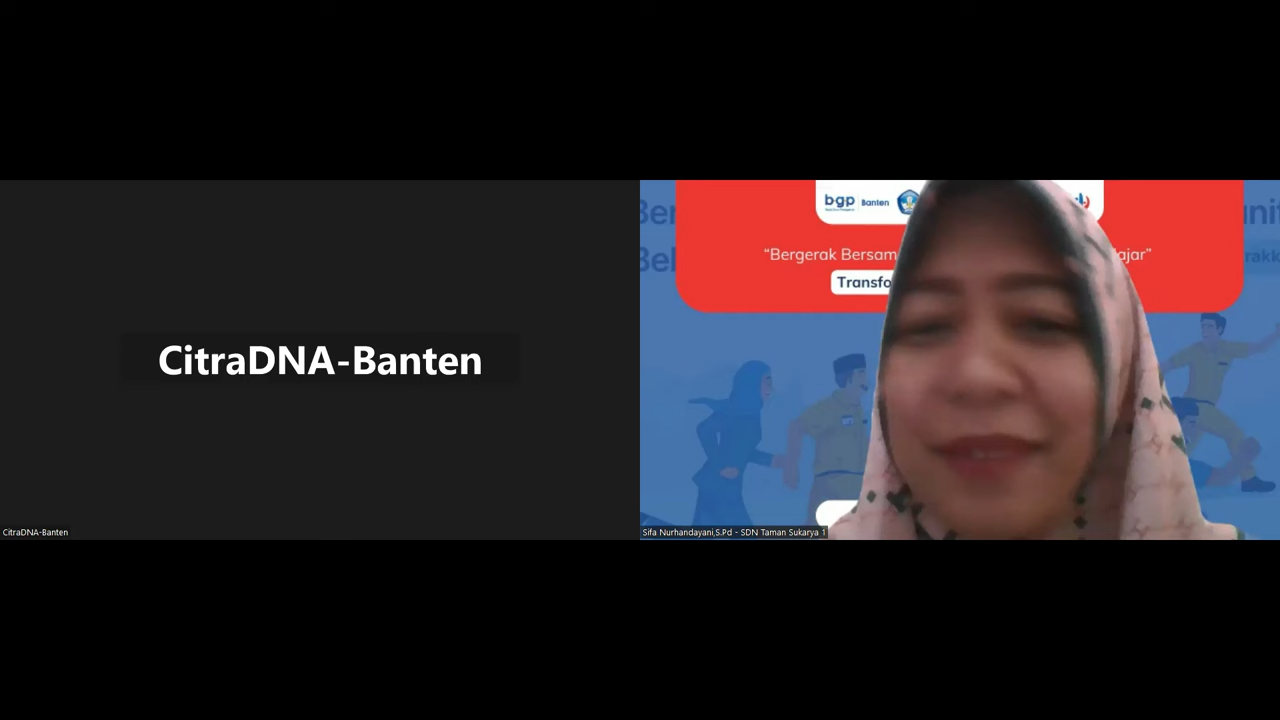 CitraDNA-Banten
CitraDNA-Banten
bgp Banten
"Bergerak Bersam
ajar"
Transfo
Sifa Nurhandayani,S.Pd - SDN Taman Sukarya 1